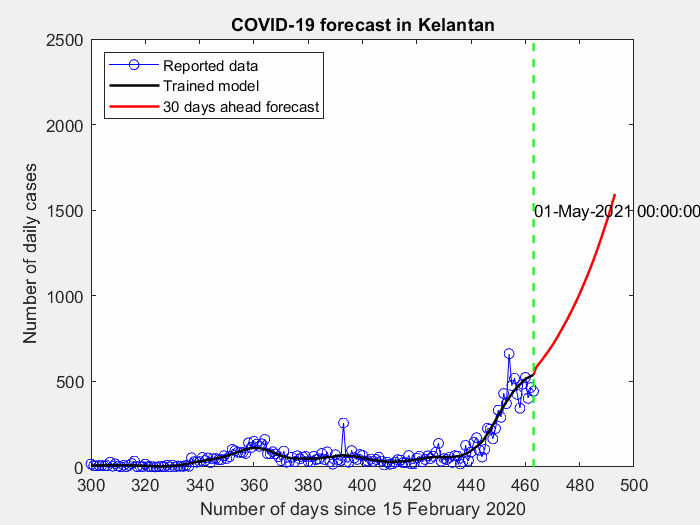 COVID-19 forecast in Kelantan
Number of daily cases
2500
2000
1500
1000
500
0
Reported data
Trained model
30 days ahead forecast
01-May-2021 00:00:00
300 320 340 360 380 400 420 440 460 480 500
Number of days since 15 February 2020